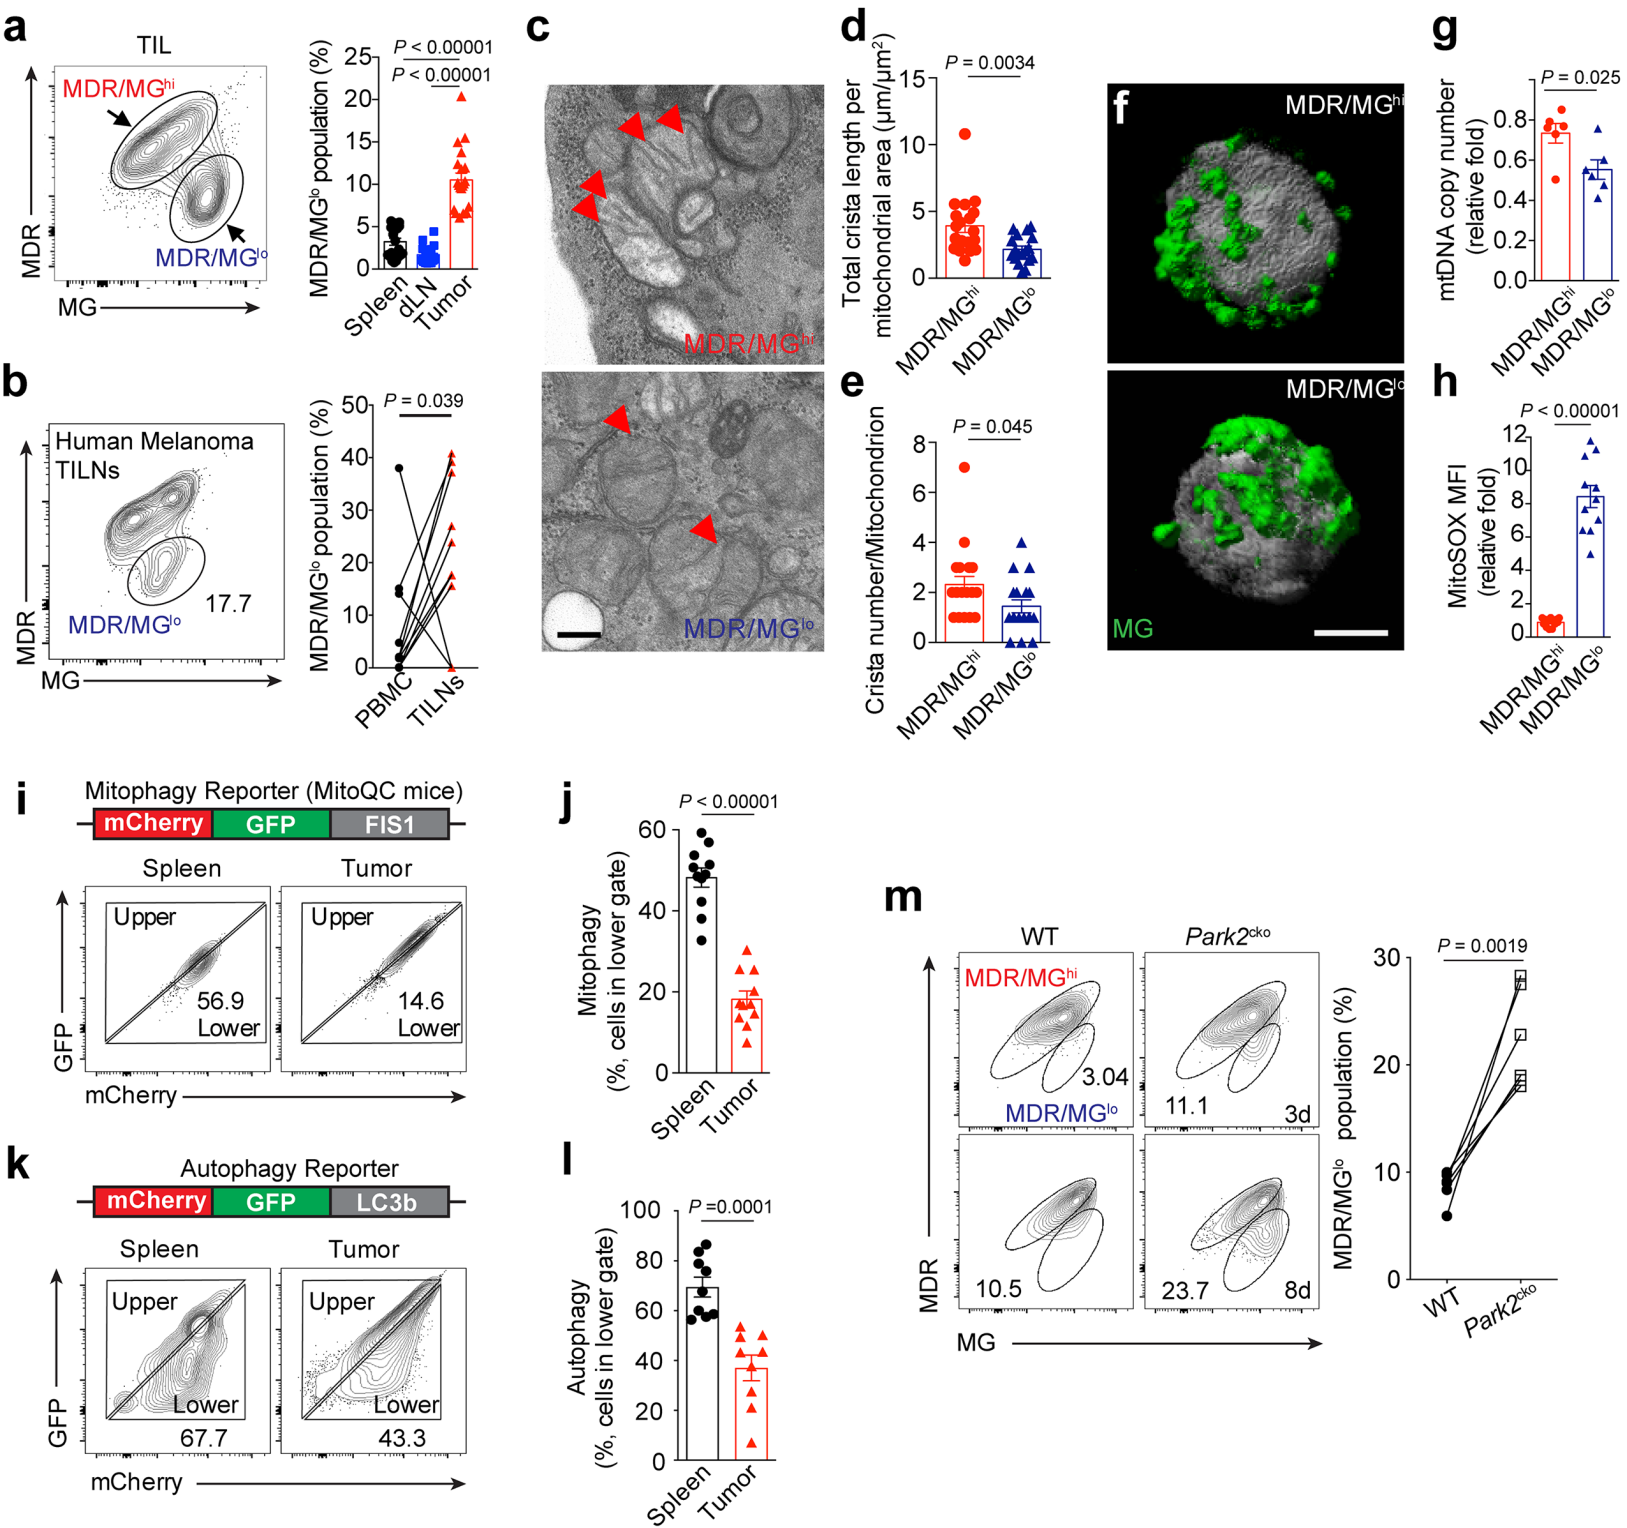 a
TIL
MDR/MGhi
MDR/MGlo
MDR
MG
MDR/MGlo population (%)
25
20
15
10
5
0
P < 0.00001
P < 0.00001
Spleen
dLN
Tumor
b
Human Melanoma
TILNs
MDR/MGlo
17.7
MDR
MG
MDR/MGlo population (%)
50
40
30
20
10
0
P = 0.039
PBMC
TILNs
c
MDR/MGhi
MDR/MGlo
d
Total crista length per
mitochondrial area (µm/µm2)
15
10
5
0
P = 0.0034
MDR/MGhi
MDR/MGlo
e
Crista number/Mitochondrion
8
6
4
2
0
P = 0.045
MDR/MGhi
MDR/MGlo
f
MDR/MGhi
MDR/MGlo
MG
g
mtDNA copy number
(relative fold)
0.8
0.6
0.4
0.2
0.0
P = 0.025
MDR/MGhi
MDR/MGlo
h
MitoSOX MFI
(relative fold)
12
10
8
6
4
2
0
P < 0.00001
MDR/MGhi
MDR/MGlo
i
Mitophagy Reporter (MitoQC mice)
mCherry GFP FIS1
Spleen
Tumor
Upper
56.9
Lower
Upper
14.6
Lower
GFP
mCherry
j
Mitophagy
(%, cells in lower gate)
60
40
20
0
P < 0.00001
Spleen
Tumor
k
Autophagy Reporter
mCherry GFP LC3b
Spleen
Tumor
Upper
Lower
67.7
Upper
Lower
43.3
GFP
mCherry
l
Autophagy
(%, cells in lower gate)
100
80
60
40
20
0
P =0.0001
Spleen
Tumor
m
WT
Park2cko
MDR/MGhi
3.04
MDR/MGlo
11.1
3d
10.5
23.7
8d
MDR
MG
MDR/MGlo population (%)
30
20
10
0
P = 0.0019
WT
Park2cko